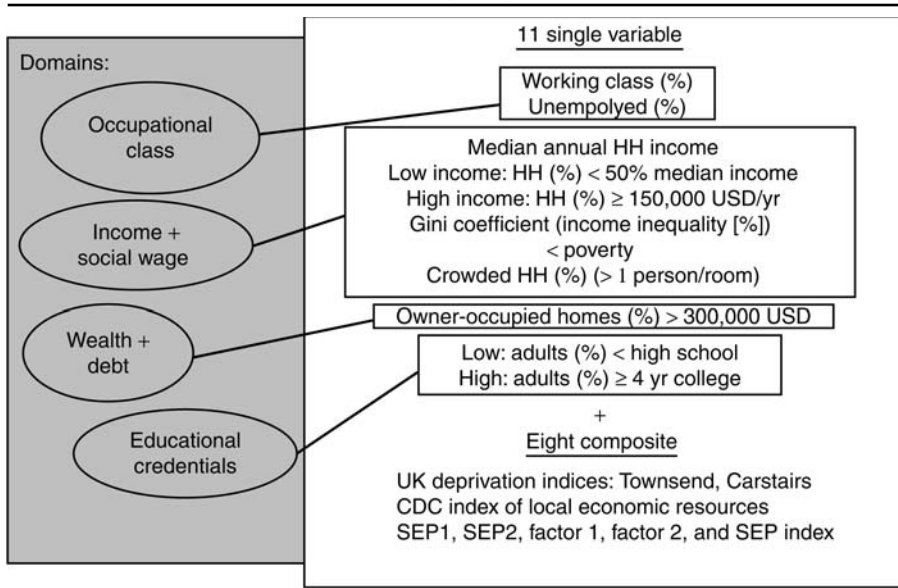 11 single variable
Domains:
Working class (%)
Unempolyed (%)
Occupational
class
Median annual HH income
Low income: HH (%) < 50% median income
High income: HH (%) ≥ 150,000 USD/yr
Gini coefficient (income inequality [%])
< poverty
Crowded HH (%) (> 1 person/room)
Income +
social wage
Owner-occupied homes (%) > 300,000 USD
Wealth +
debt
Low: adults (%) < high school
High: adults (%) ≥ 4 yr college
Educational
credentials
+
Eight composite
UK deprivation indices: Townsend, Carstairs
CDC index of local economic resources
SEP1, SEP2, factor 1, factor 2, and SEP index